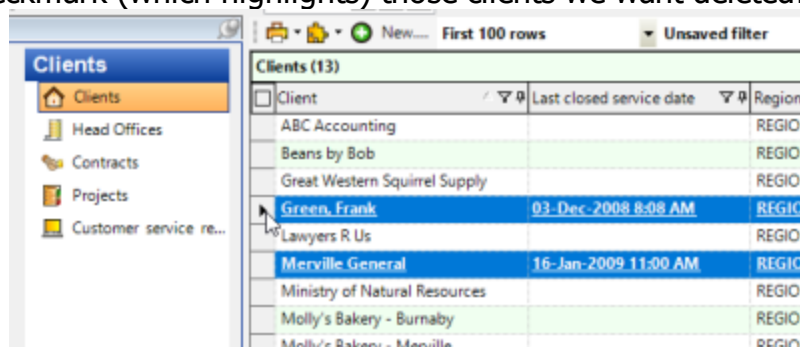 ckmark (which highlights) those clients we want deleted
New.... First 100 rows Unsaved filter
Clients
Clients
Head Offices
Contracts
Projects
Customer service re...
Clients (13)
Client Last closed service date Region
ABC Accounting REGIO
Beans by Bob REGIO
Great Western Squirrel Supply REGIO
Green, Frank 03-Dec-2008 8:08 AM REGIO
Lawyers R Us REGIO
Merville General 16-Jan-2009 11:00 AM REGIO
Ministry of Natural Resources REGIO
Molly's Bakery - Burnaby REGIO
Molly's Bakery - Merville REGIO